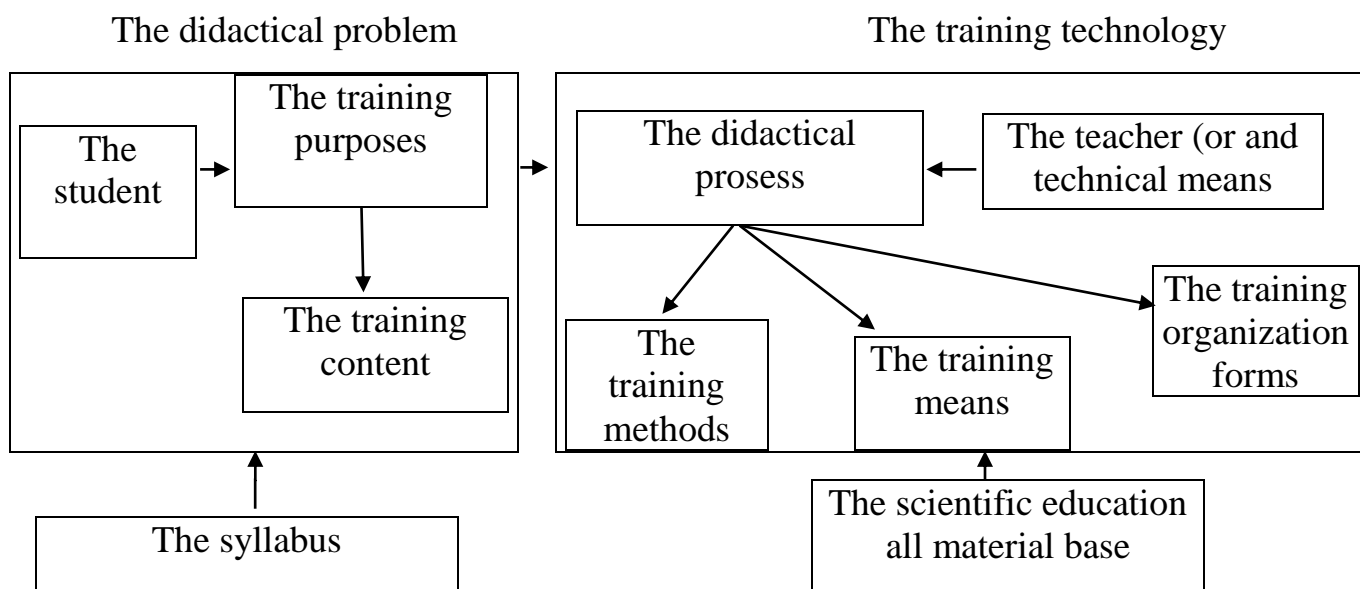 The didactical problem
The training technology
The
student
The training
purposes
The training
content
The syllabus
The didactical
prosess
The teacher (or and
technical means
The
training
methods
The training
means
The training
organization
forms
The scientific education
all material base